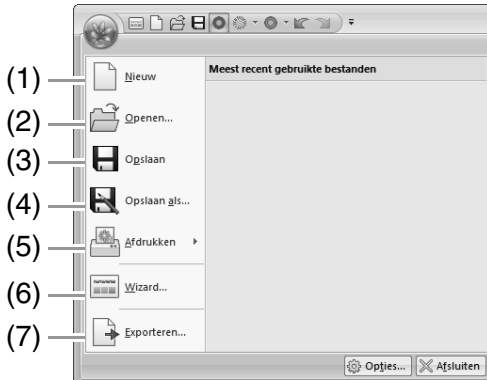 Meest recent gebruikte bestanden
(1) Nieuw
(2) Openen...
(3) Opslaan
(4) Opslaan als...
(5) Afdrukken
(6) Wizard...
(7) Exporteren...
Opties... Afsluiten